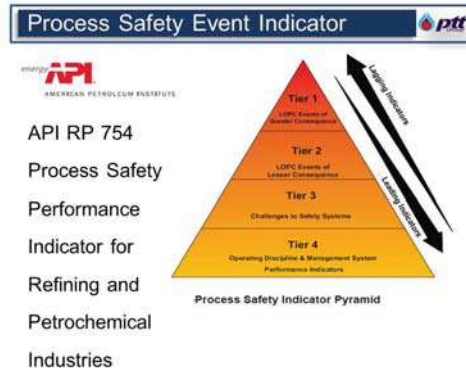 Process Safety Event Indicator
ptt
energy API
AMERICAN PETROLEUM INSTITUTE
API RP 754
Process Safety
Performance
Indicator for
Refining and
Petrochemical
Industries
Tier 1
LOPC Events of
Greater Consequence
Tier 2
LOPC Events of
Lesser Consequence
Tier 3
Challenges to Safety Systems
Tier 4
Operating Discipline & Management System
Performance Indicators
Lagging Indicators
Leading Indicators
Process Safety Indicator Pyramid